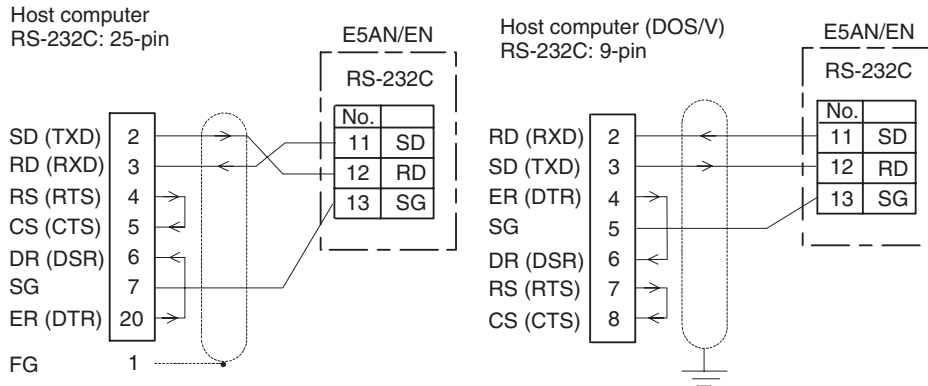 Host computer
RS-232C: 25-pin
E5AN/EN
RS-232C
No.
11 SD
12 RD
13 SG
SD (TXD) 2
RD (RXD) 3
RS (RTS) 4
CS (CTS) 5
DR (DSR) 6
SG 7
ER (DTR) 20
FG 1
Host computer (DOS/V)
RS-232C: 9-pin
E5AN/EN
RS-232C
No.
11 SD
12 RD
13 SG
RD (RXD) 2
SD (TXD) 3
ER (DTR) 4
SG 5
DR (DSR) 6
RS (RTS) 7
CS (CTS) 8